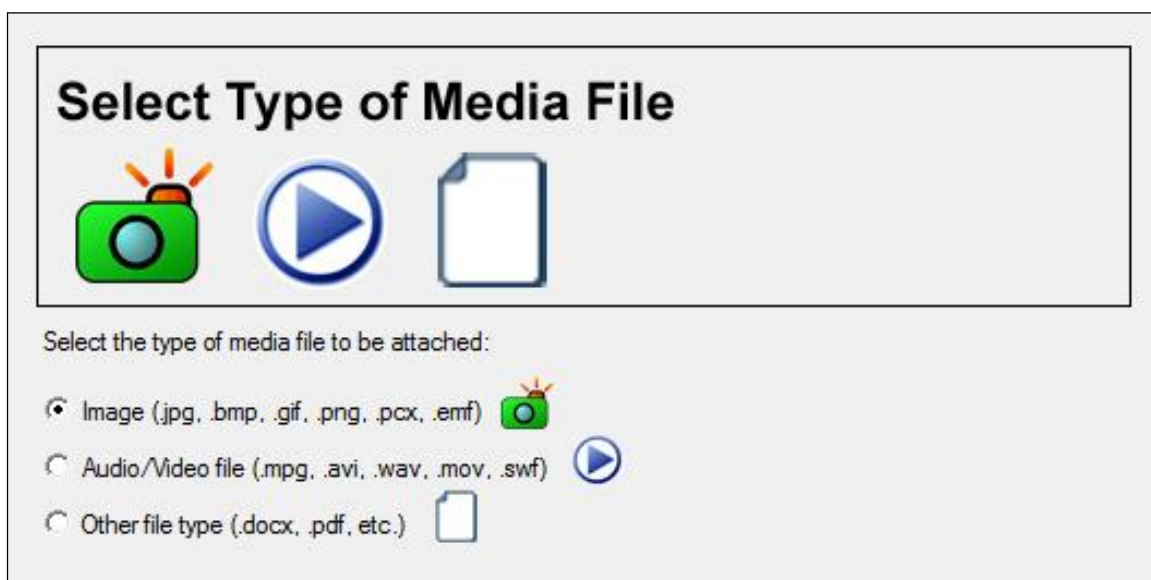 Select Type of Media File
Select the type of media file to be attached:
Image (.jpg, .bmp, .gif, .png, .pcx, .emf)
Audio/Video file (.mpg, .avi, .wav, .mov, .swf)
Other file type (.docx, .pdf, etc.)